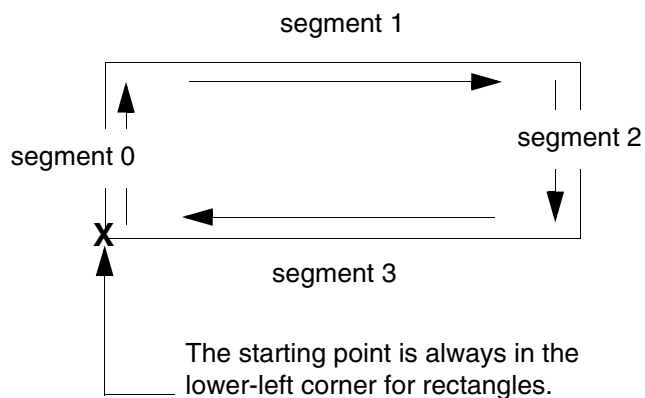 segment 1
segment 0
segment 2
X
segment 3
The starting point is always in the
lower-left corner for rectangles.